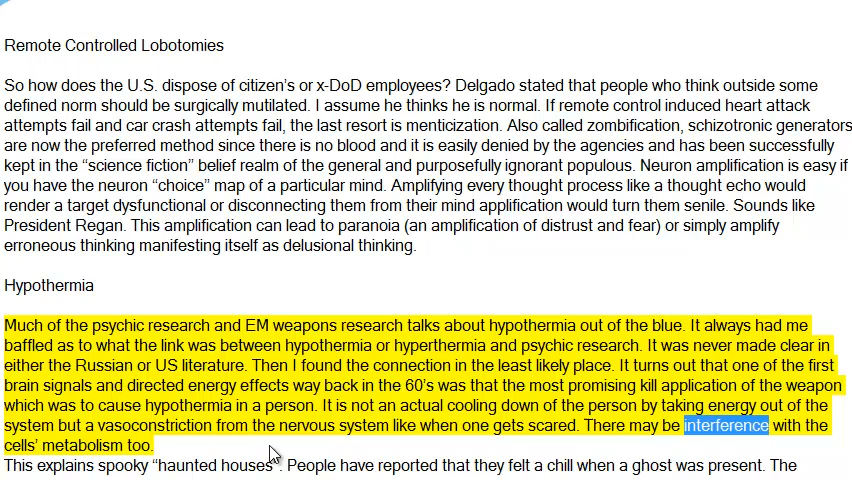 Remote Controlled Lobotomies
So how does the U.S. dispose of citizen’s or x-DoD employees? Delgado stated that people who think outside some
defined norm should be surgically mutilated. I assume he thinks he is normal. If remote control induced heart attack
attempts fail and car crash attempts fail, the last resort is menticization. Also called zombification, schizotronic generators
are now the preferred method since there is no blood and it is easily denied by the agencies and has been successfully
kept in the “science fiction” belief realm of the general and purposefully ignorant populous. Neuron amplification is easy if
you have the neuron “choice” map of a particular mind. Amplifying every thought process like a thought echo would
render a target dysfunctional or disconnecting them from their mind application would turn them senile. Sounds like
President Regan. This amplification can lead to paranoia (an amplification of distrust and fear) or simply amplify
erroneous thinking manifesting itself as delusional thinking.
Hypothermia
Much of the psychic research and EM weapons research talks about hypothermia out of the blue. It always had me
baffled as to what the link was between hypothermia or hyperthermia and psychic research. It was never made clear in
either the Russian or US literature. Then I found the connection in the least likely place. It turns out that one of the first
brain signals and directed energy effects way back in the 60’s was that the most promising kill application of the weapon
which was to cause hypothermia in a person. It is not an actual cooling down of the person by taking energy out of the
system but a vasoconstriction from the nervous system like when one gets scared. There may be interference with the
cells’ metabolism too.
This explains spooky “haunted houses”. People have reported that they felt a chill when a ghost was present. The